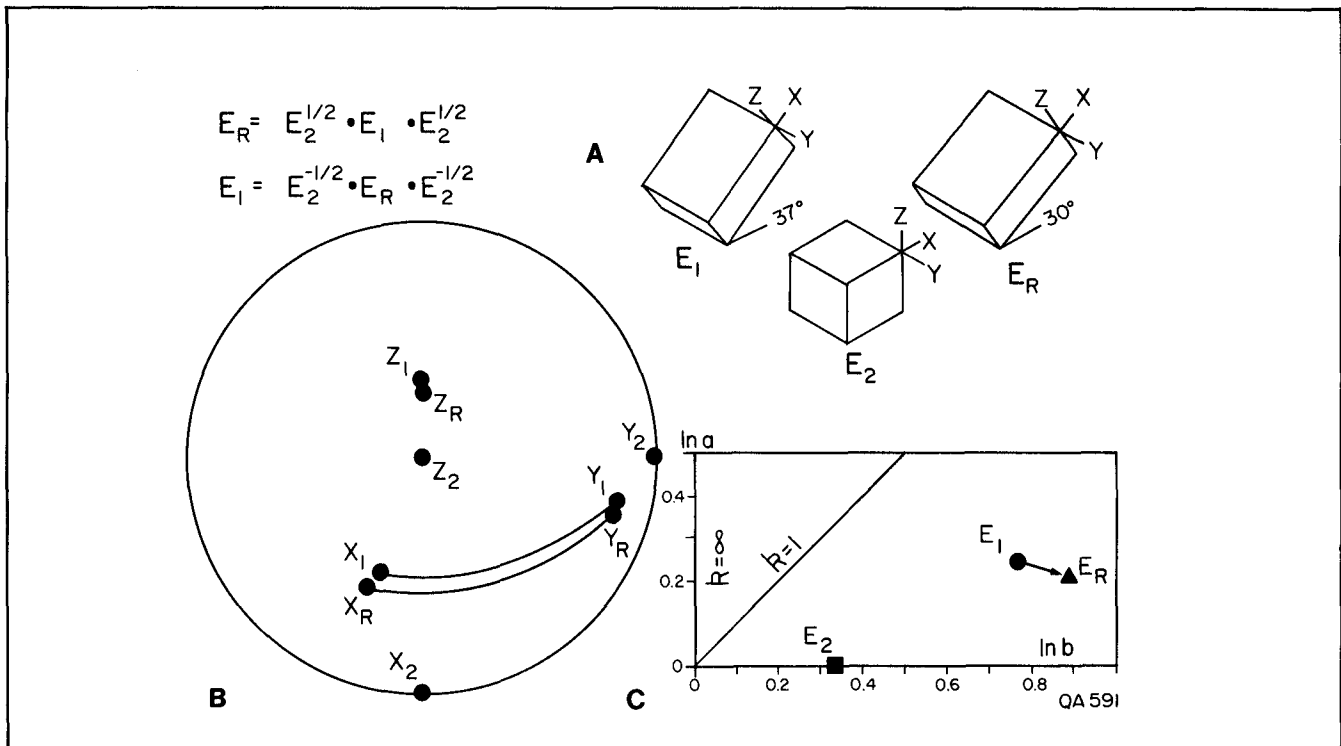 E_R = E_2^{1/2} • E_1 • E_2^{1/2}
E_1 = E_2^{-1/2} • E_R • E_2^{-1/2}
A
Z
X
Y
37°
E_1
Z
X
Y
E_2
Z
X
Y
30°
E_R
Z_1
Z_R
Z_2
Y_2
Y_1
Y_R
X_1
X_R
X_2
B
ln a
0.4
0.2
0
R=∞
R=1
E_1
E_R
E_2
ln b
0
0.2
0.4
0.6
0.8
C
QA 591